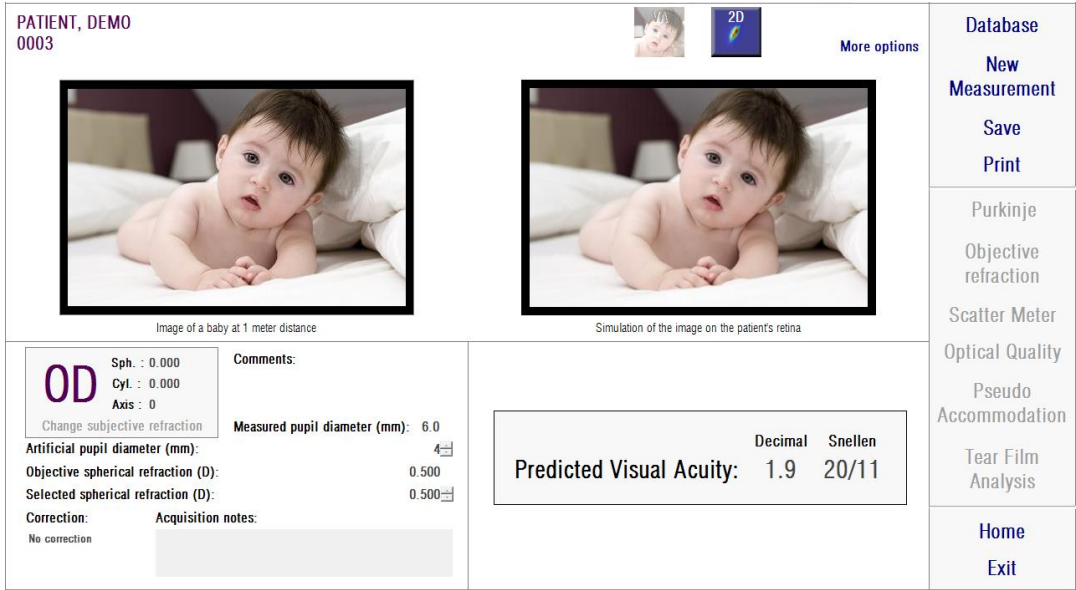 PATIENT, DEMO
0003
VA
2D
More options
Image of a baby at 1 meter distance
Simulation of the image on the patient's retina
OD
Sph. : 0.000
Cyl. : 0.000
Axis : 0
Change subjective refraction
Comments:
Measured pupil diameter (mm): 6.0
Artificial pupil diameter (mm): 4
Objective spherical refraction (D): 0.500
Selected spherical refraction (D): 0.500
Correction: Acquisition notes:
No correction
Decimal Snellen
Predicted Visual Acuity: 1.9 20/11
Database
New
Measurement
Save
Print
Purkinje
Objective
refraction
Scatter Meter
Optical Quality
Pseudo
Accommodation
Tear Film
Analysis
Home
Exit